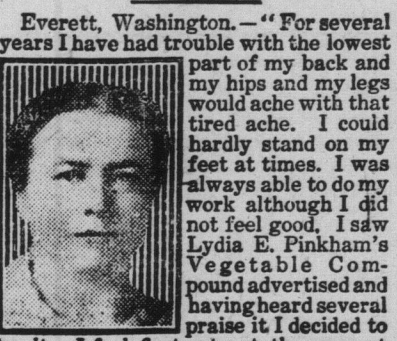 Everett, Washington.—"For several
years I have had trouble with the lowest
part of my back and
my hips and my legs
would ache with that
tired ache. I could
hardly stand on my
feet at times. I was
always able to do my
work although I did
not feel good. I saw
Lydia E. Pinkham's
Vegetable Com-
pound advertised and
having heard several
praise it I decided to